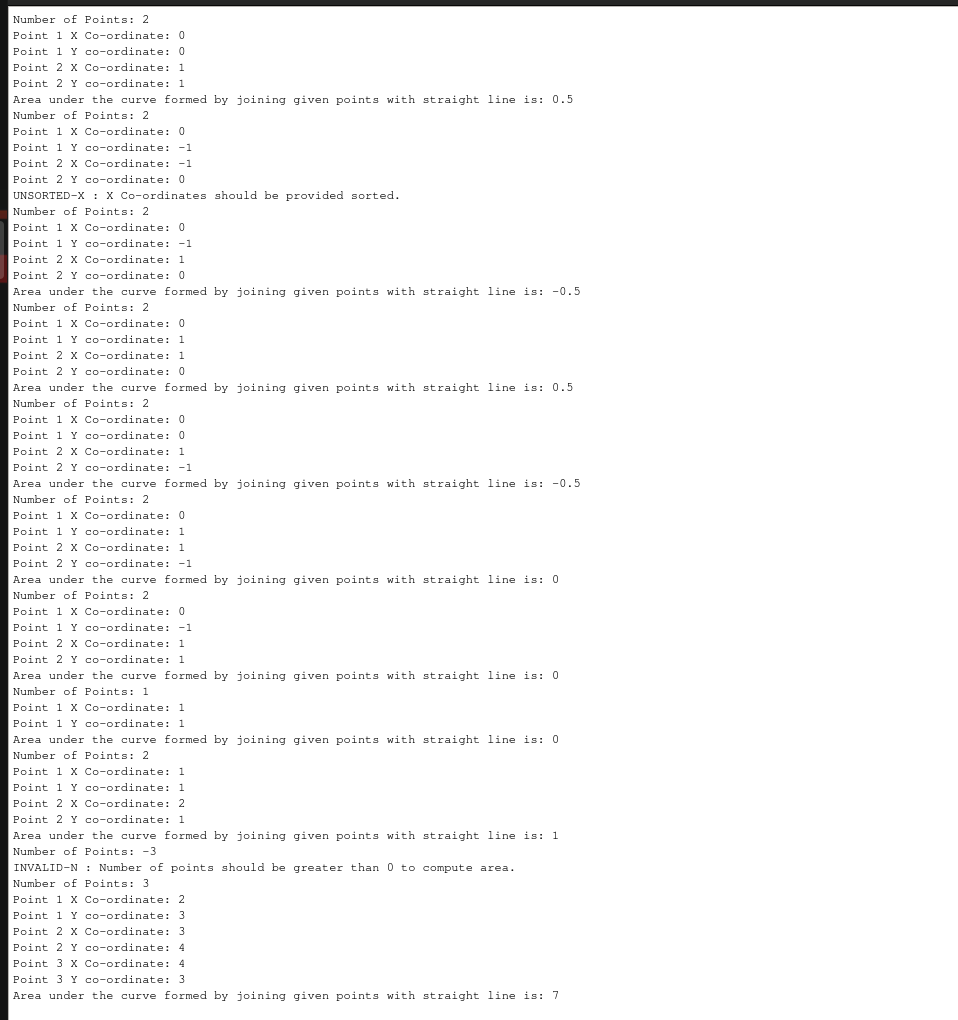 Number of Points: 2
Point 1 X Co-ordinate: 0
Point 1 Y co-ordinate: 0
Point 2 X Co-ordinate: 1
Point 2 Y co-ordinate: 1
Area under the curve formed by joining given points with straight line is: 0.5
Number of Points: 2
Point 1 X Co-ordinate: 0
Point 1 Y co-ordinate: -1
Point 2 X Co-ordinate: -1
Point 2 Y co-ordinate: 0
UNSORTED-X : X Co-ordinates should be provided sorted.
Number of Points: 2
Point 1 X Co-ordinate: 0
Point 1 Y co-ordinate: -1
Point 2 X Co-ordinate: 1
Point 2 Y co-ordinate: 0
Area under the curve formed by joining given points with straight line is: -0.5
Number of Points: 2
Point 1 X Co-ordinate: 0
Point 1 Y co-ordinate: 1
Point 2 X Co-ordinate: 1
Point 2 Y co-ordinate: 0
Area under the curve formed by joining given points with straight line is: 0.5
Number of Points: 2
Point 1 X Co-ordinate: 0
Point 1 Y co-ordinate: 0
Point 2 X Co-ordinate: 1
Point 2 Y co-ordinate: -1
Area under the curve formed by joining given points with straight line is: -0.5
Number of Points: 2
Point 1 X Co-ordinate: 0
Point 1 Y co-ordinate: 1
Point 2 X Co-ordinate: 1
Point 2 Y co-ordinate: -1
Area under the curve formed by joining given points with straight line is: 0
Number of Points: 2
Point 1 X Co-ordinate: 0
Point 1 Y co-ordinate: -1
Point 2 X Co-ordinate: 1
Point 2 Y co-ordinate: 1
Area under the curve formed by joining given points with straight line is: 0
Number of Points: 1
Point 1 X Co-ordinate: 1
Point 1 Y co-ordinate: 1
Area under the curve formed by joining given points with straight line is: 0
Number of Points: 2
Point 1 X Co-ordinate: 1
Point 1 Y co-ordinate: 1
Point 2 X Co-ordinate: 2
Point 2 Y co-ordinate: 1
Area under the curve formed by joining given points with straight line is: 1
Number of Points: -3
INVALID-N : Number of points should be greater than 0 to compute area.
Number of Points: 3
Point 1 X Co-ordinate: 2
Point 1 Y co-ordinate: 3
Point 2 X Co-ordinate: 3
Point 2 Y co-ordinate: 4
Point 3 X Co-ordinate: 4
Point 3 Y co-ordinate: 3
Area under the curve formed by joining given points with straight line is: 7